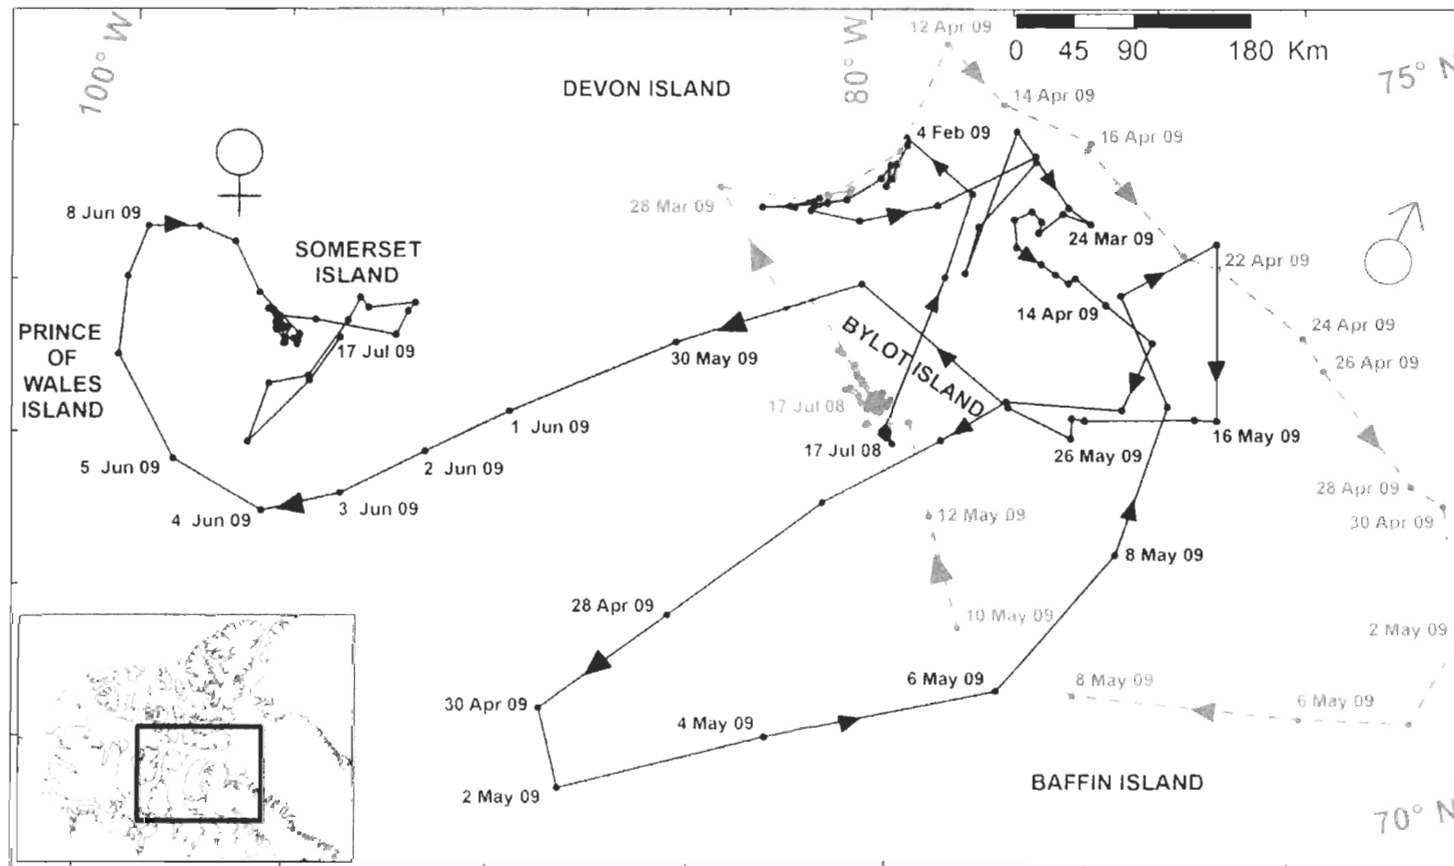 100° W
80° W
12 Apr 09
0 45 90 180 Km
75° N
DEVON ISLAND
14 Apr 09
4 Feb 09
16 Apr 09
28 Mar 09
8 Jun 09
SOMERSET
ISLAND
24 Mar 09
22 Apr 09
14 Apr 09
24 Apr 09
PRINCE
OF
WALES
ISLAND
17 Jul 09
30 May 09
BYLOT ISLAND
26 Apr 09
17 Jul 08
1 Jun 09
17 Jul 08
26 May 09
16 May 09
5 Jun 09
2 Jun 09
28 Apr 09
4 Jun 09
3 Jun 09
12 May 09
30 Apr 09
8 May 09
28 Apr 09
10 May 09
2 May 09
30 Apr 09
6 May 09
8 May 09
6 May 09
4 May 09
2 May 09
BAFFIN ISLAND
70° N